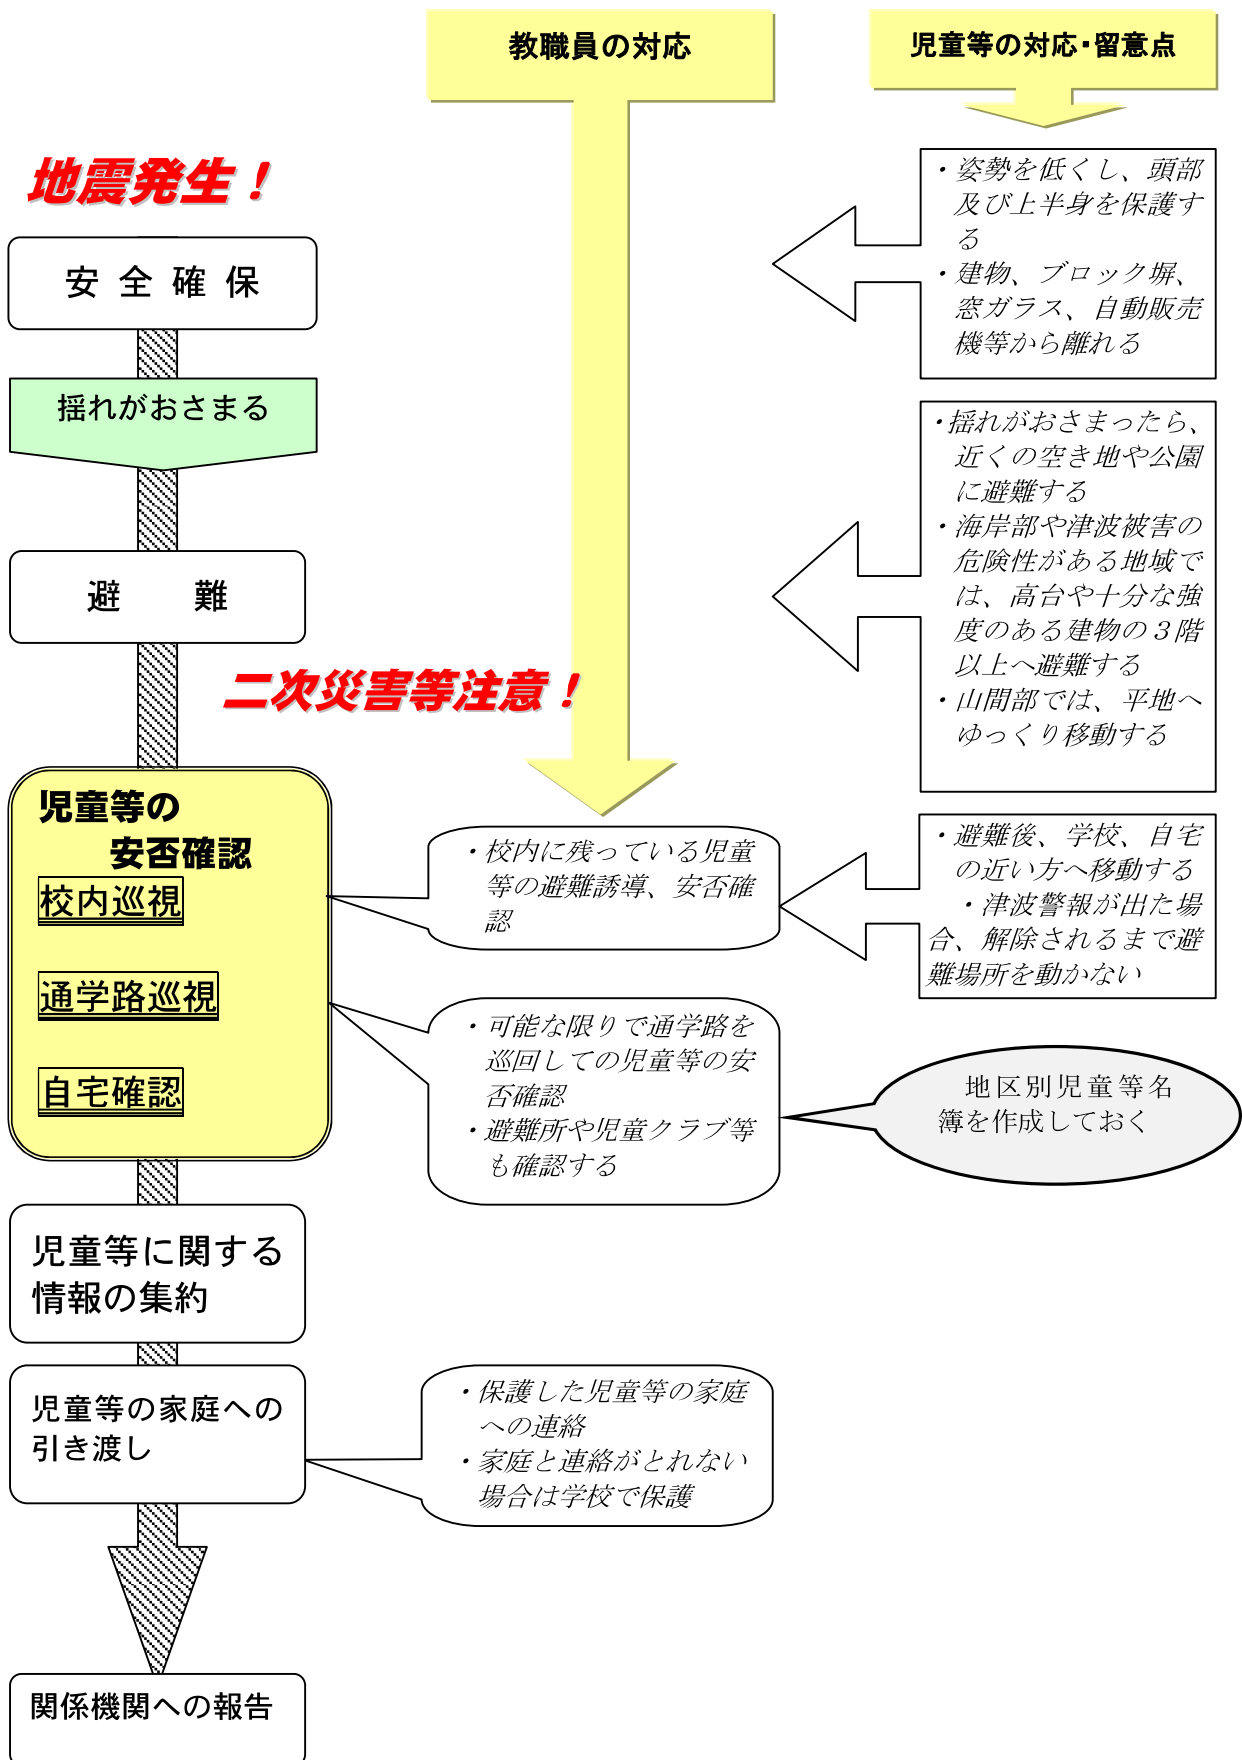 教職員の対応
児童等の対応・留意点
地震発生！
安全確保
揺れがおさまる
避　難
二次災害等注意！
児童等の
安否確認
校内巡視
通学路巡視
自宅確認
児童等に関する
情報の集約
児童等の家庭への
引き渡し
関係機関への報告
・校内に残っている児童
等の避難誘導、安否確
認
・可能な限りで通学路を
巡回しての児童等の安
否確認
・避難所や児童クラブ等
も確認する
・保護した児童等の家庭
への連絡
・家庭と連絡がとれない
場合は学校で保護
・姿勢を低くし、頭部
及び上半身を保護す
る
・建物、ブロック塀、
窓ガラス、自動販売
機等から離れる
・揺れがおさまったら、
近くの空き地や公園
に避難する
・海岸部や津波被害の
危険性がある地域で
は、高台や十分な強
度のある建物の３階
以上へ避難する
・山間部では、平地へ
ゆっくり移動する
・避難後、学校、自宅
の近い方へ移動する
・津波警報が出た場
合、解除されるまで避
難場所を動かない
地区別児童等名
簿を作成しておく